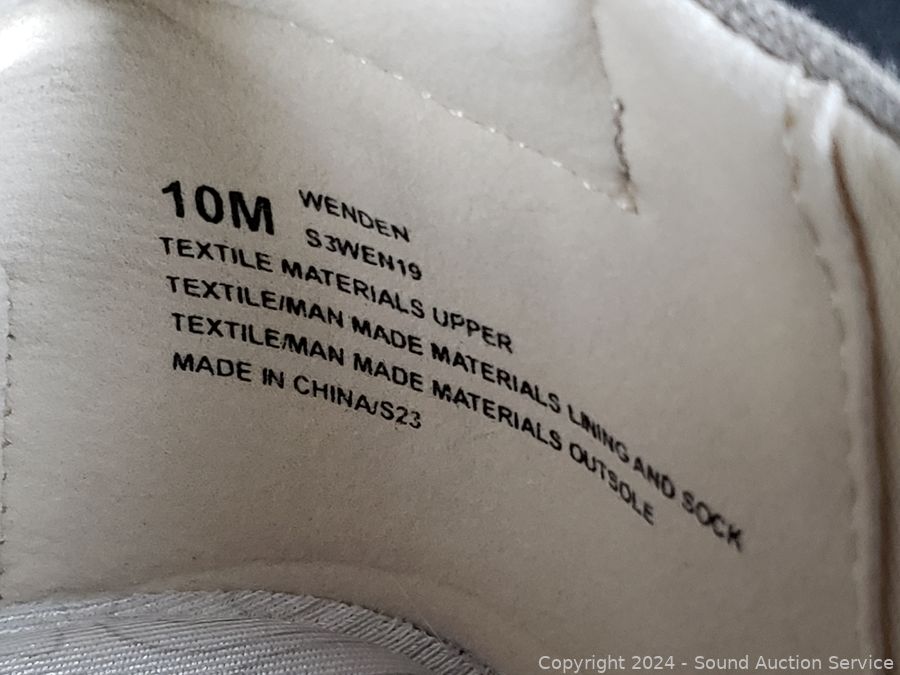 10M WENDEN
S3WEN19
TEXTILE MATERIALS UPPER
TEXTILE/MAN MADE MATERIALS LINING AND SOCK
TEXTILE/MAN MADE MATERIALS OUTSOLE
MADE IN CHINA/S23
Copyright 2024 - Sound Auction Service